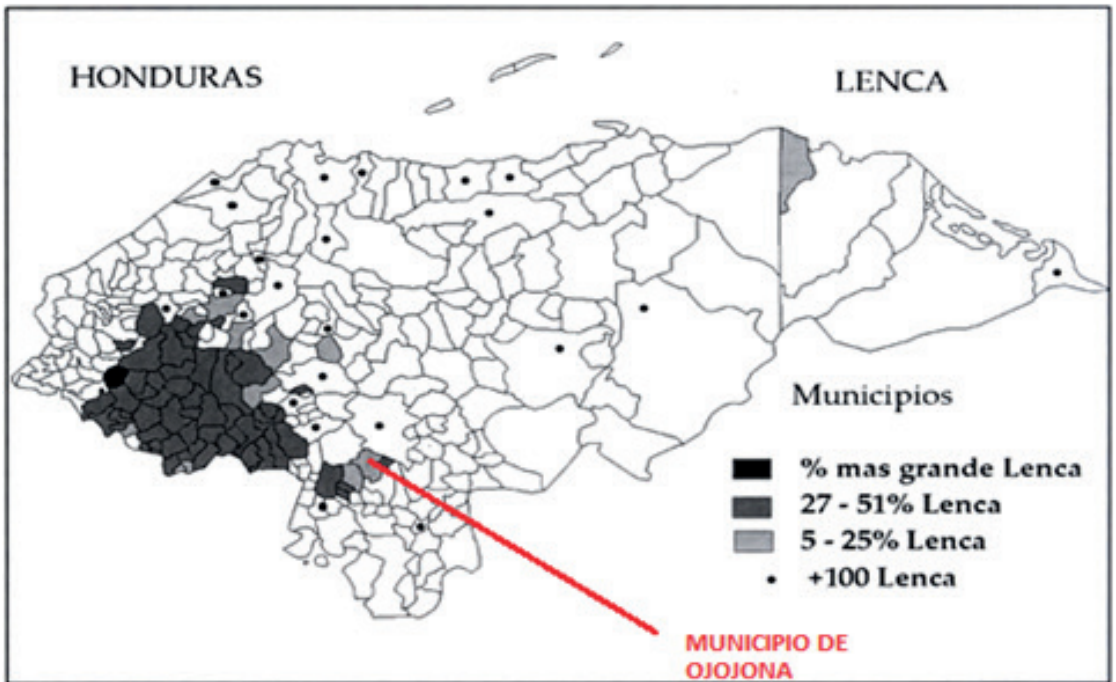 HONDURAS
LENCA
Municipios
% mas grande Lenca
27 - 51% Lenca
5 - 25% Lenca
+100 Lenca
MUNICIPIO DE
OJOJONA